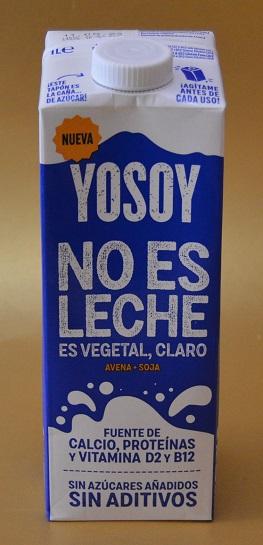 1L℮
¡ESTE
TAPÓN ES
LA CAÑA...
DE AZÚCAR!
¡AGÍTAME
ANTES DE
CADA USO!
NUEVA
YOSOY
NO ES
LECHE
ES VEGETAL, CLARO
AVENA + SOJA
FUENTE DE
CALCIO, PROTEÍNAS
Y VITAMINA D2 Y B12
SIN AZÚCARES AÑADIDOS
SIN ADITIVOS